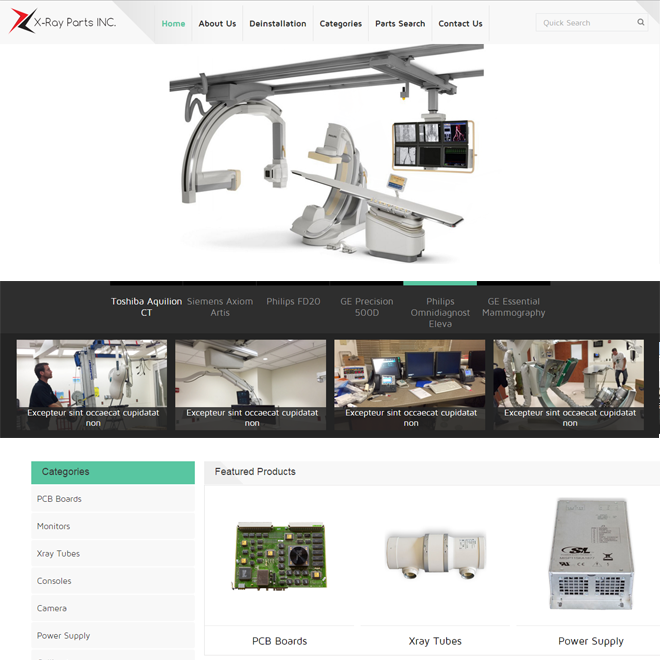 X-Ray Parts INC.
Home About Us Deinstallation Categories Parts Search Contact Us
Quick Search
Toshiba Aquilion CT
Siemens Axiom Artis
Philips FD20
GE Precision 500D
Philips Omnidiagnost Eleva
GE Essential Mammography
Excepteur sint occaecat cupidatat non
Excepteur sint occaecat cupidatat non
Excepteur sint occaecat cupidatat non
Excepteur sint occaecat cupidatat non
Categories
PCB Boards
Monitors
Xray Tubes
Consoles
Camera
Power Supply
Featured Products
PCB Boards
Xray Tubes
Power Supply